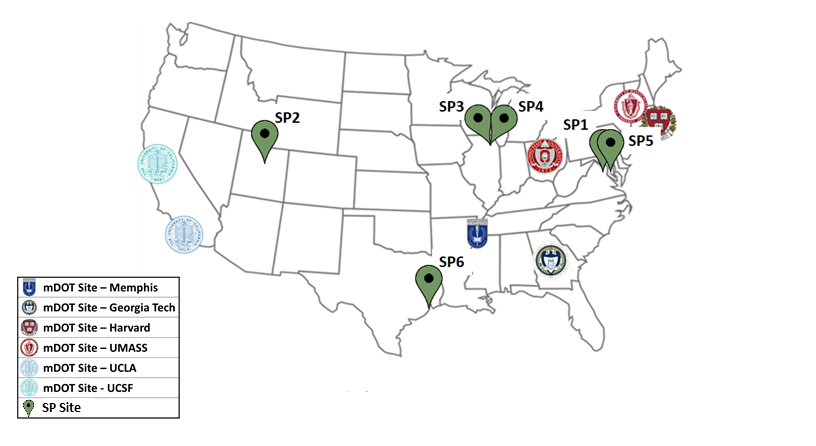 SP3
SP4
SP2
SP1
SP5
SP6
mDOT Site – Memphis
mDOT Site – Georgia Tech
mDOT Site – Harvard
mDOT Site – UMASS
mDOT Site – UCLA
mDOT Site - UCSF
SP Site